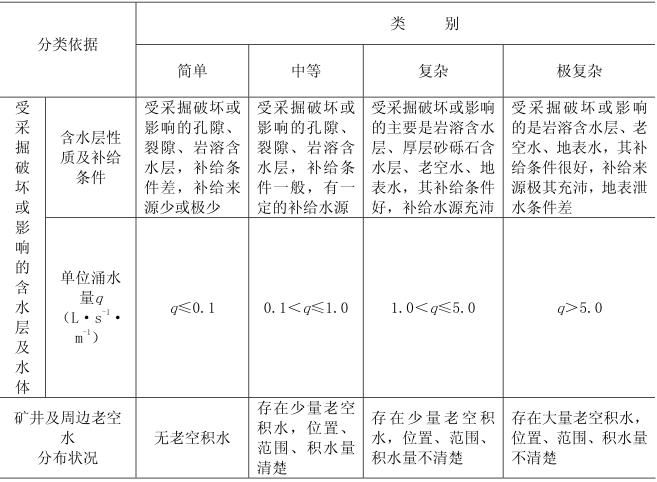 分类依据
类 别
简单
中等
复杂
极复杂
受采掘破坏或影响的含水层及水体
含水层性
质及补给
条件
受采掘破坏或
影响的孔隙、
裂隙、岩溶含
水层，补给条
件差，补给来
源少或极少
受采掘破坏或
影响的孔隙、
裂隙、岩溶含
水层，补给条
件一般，有一
定的补给水源
受采掘破坏或影响
的主要是岩溶含水
层、厚层砂砾石含
水层、老空水、地
表水，其补给条件
好，补给水源充沛
受采掘破坏或影响
的是岩溶含水层、老
空水、地表水，其补
给条件很好，补给来
源极其充沛，地表泄
水条件差
单位涌水
量q
（L·s⁻¹·
m⁻¹）
q≤0.1
0.1＜q≤1.0
1.0＜q≤5.0
q＞5.0
矿井及周边老空
水
分布状况
无老空积水
存在少量老空
积水，位置、
范围、积水量
清楚
存在少量老空积
水，位置、范围、
积水量不清楚
存在大量老空积水，
位置、范围、积水量
不清楚